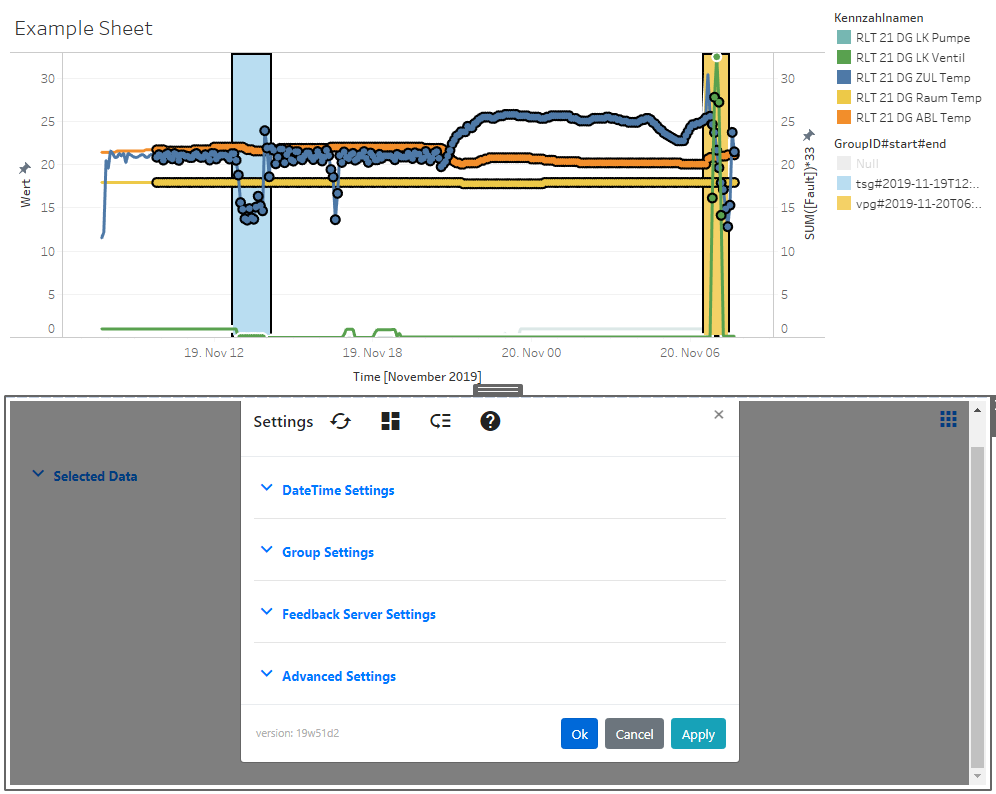 Example Sheet
Kennzahlnamen
RLT 21 DG LK Pumpe
RLT 21 DG LK Ventil
RLT 21 DG ZUL Temp
RLT 21 DG Raum Temp
RLT 21 DG ABL Temp
GroupID#start#end
Null
tsg#2019-11-19T12:..
vpg#2019-11-20T06:..
Wert
30
25
20
15
10
5
0
30
25
20
15
10
5
0
SUM([Fault])*33
19. Nov 12
19. Nov 18
20. Nov 00
20. Nov 06
Time [November 2019]
Selected Data
Settings
DateTime Settings
Group Settings
Feedback Server Settings
Advanced Settings
version: 19w51d2
Ok
Cancel
Apply